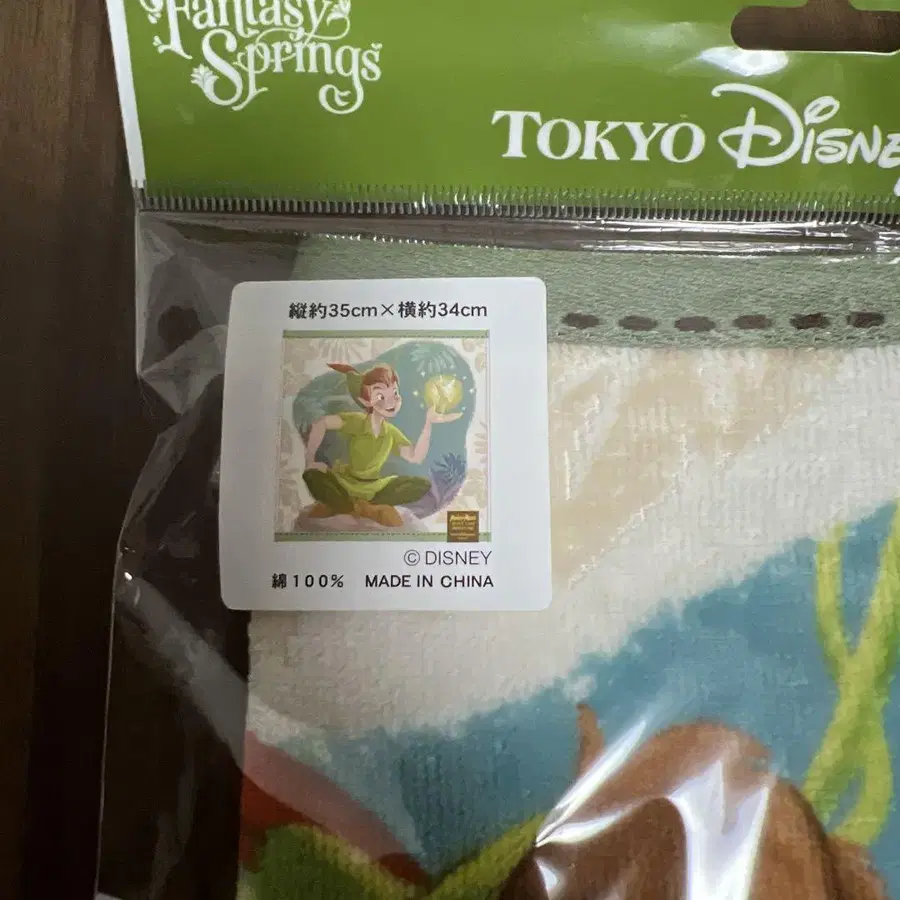 Fantasy
Springs
TOKYO DISNE
縦約35cm×横約34cm
© DISNEY
綿100% MADE IN CHINA